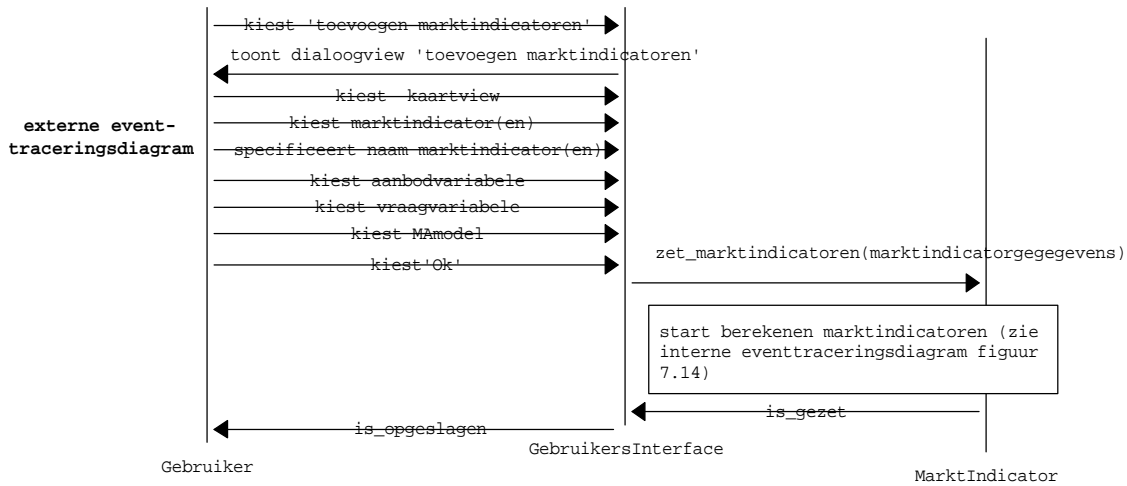 kiest 'toevoegen marktindicatoren'
toont dialoogview 'toevoegen marktindicatoren'
kiest kaartview
externe event-
traceringsdiagram
kiest marktindicator(en)
specificeert naam marktindicator(en)
kiest aanbodvariabele
kiest vraagvariabele
kiest MAmodel
kiest'Ok'
zet_marktindicatoren(marktindicatorgegegevens)
start berekenen marktindicatoren (zie
interne eventtraceringsdiagram figuur
7.14)
is_gezet
is_opgeslagen
GebruikersInterface
Gebruiker
MarktIndicator